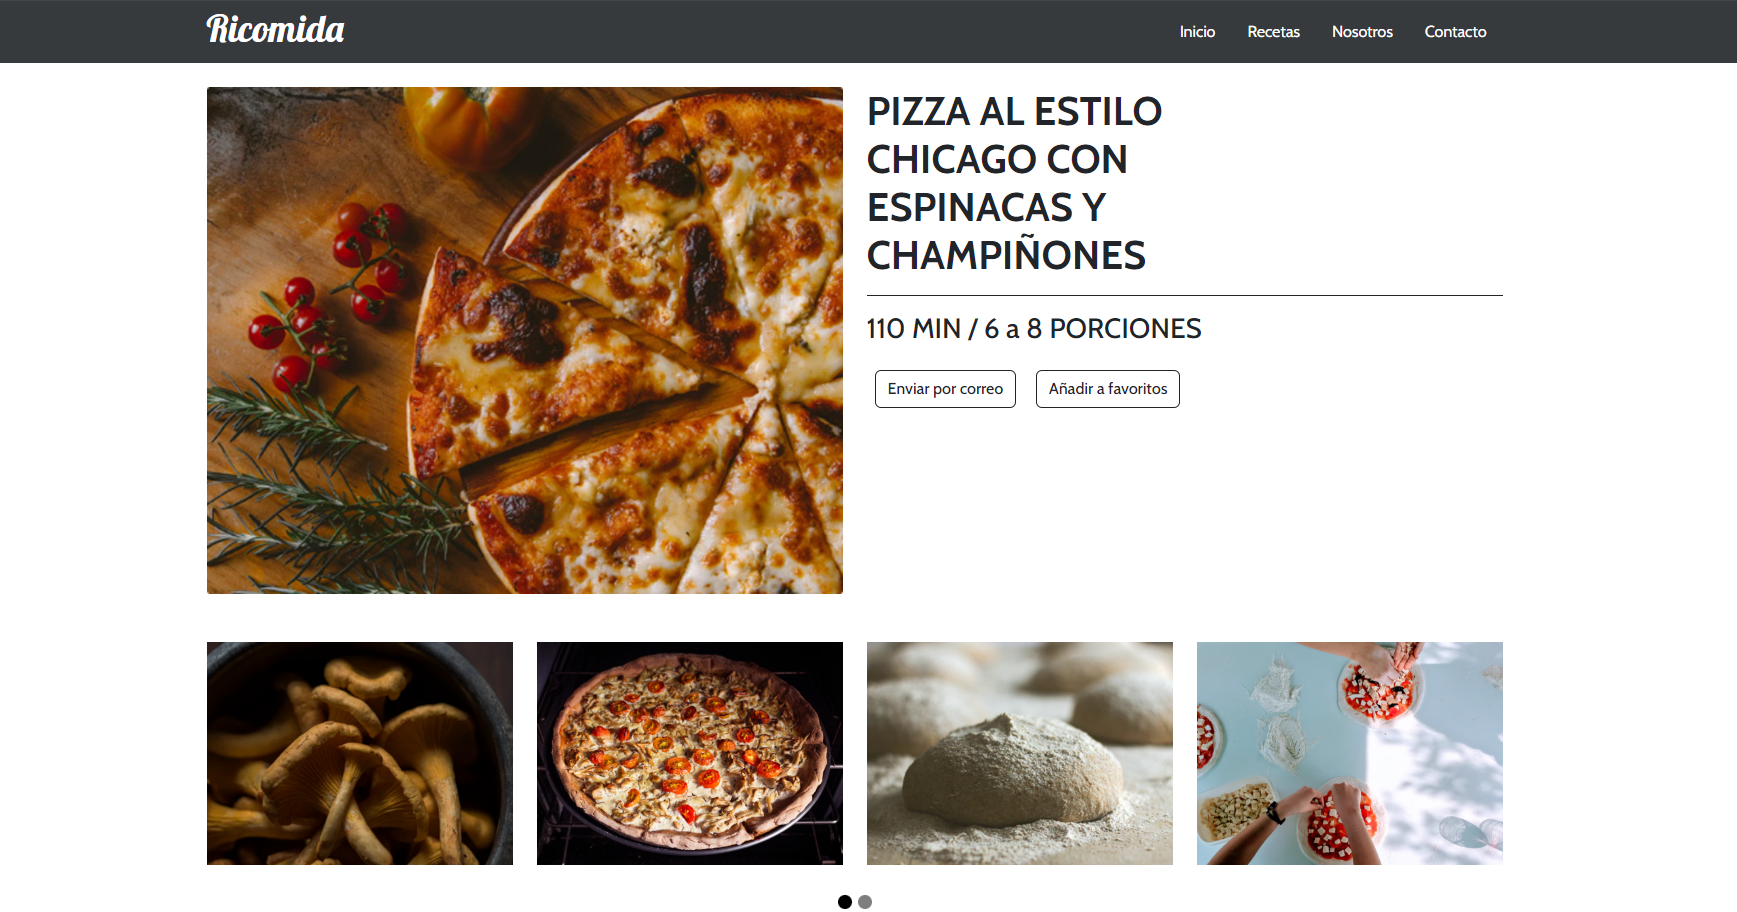 Ricomida
Inicio Recetas Nosotros Contacto
PIZZA AL ESTILO
CHICAGO CON
ESPINACAS Y
CHAMPIÑONES
110 MIN / 6 a 8 PORCIONES
Enviar por correo Añadir a favoritos